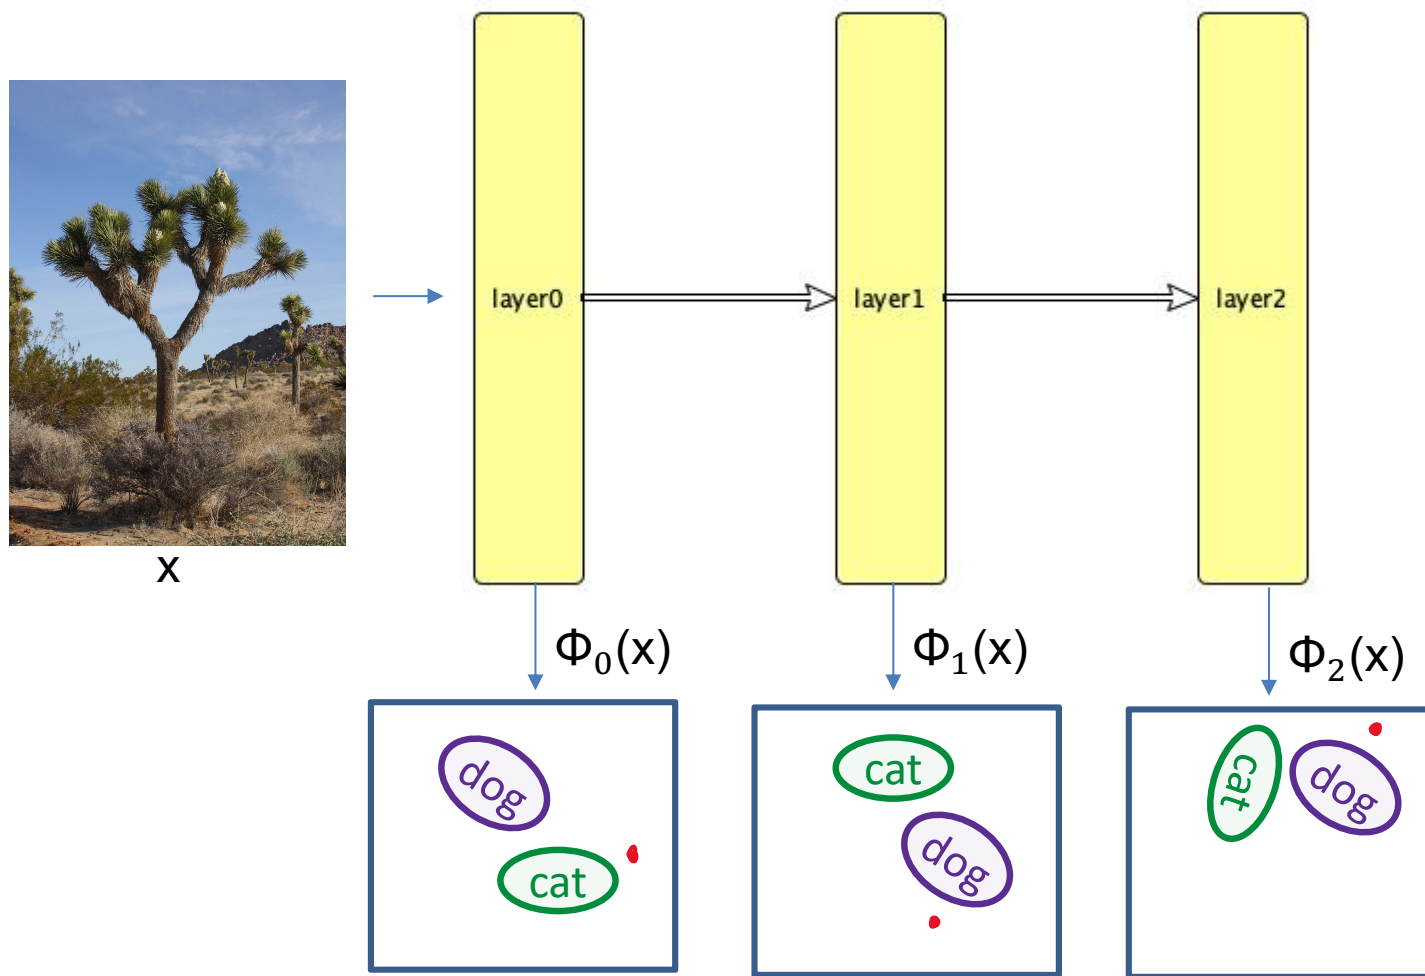 layer0
layer1
layer2
x
Φ₀(x)
Φ₁(x)
Φ₂(x)
dog
cat
cat
dog
cat
dog